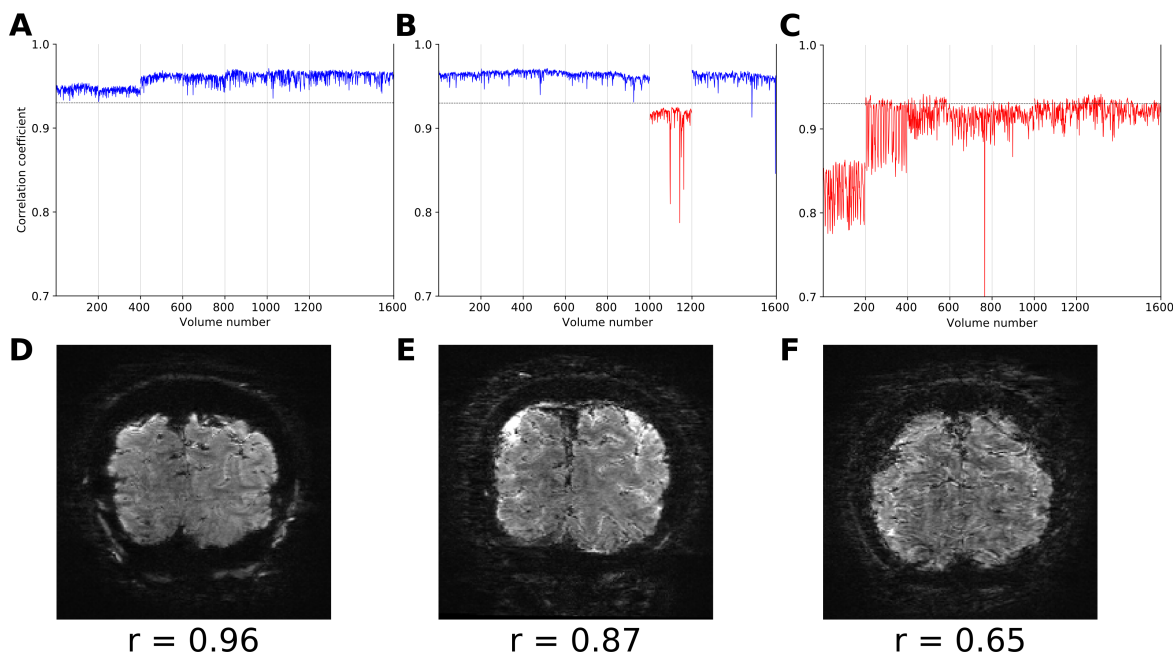 A
B
C
1.0
0.9
0.8
0.7
Correlation coefficient
200 400 600 800 1000 1200 1400 1600
Volume number
1.0
0.9
0.8
0.7
200 400 600 800 1000 1200 1400 1600
Volume number
1.0
0.9
0.8
0.7
200 400 600 800 1000 1200 1600
Volume number
D
E
F
r = 0.96
r = 0.87
r = 0.65